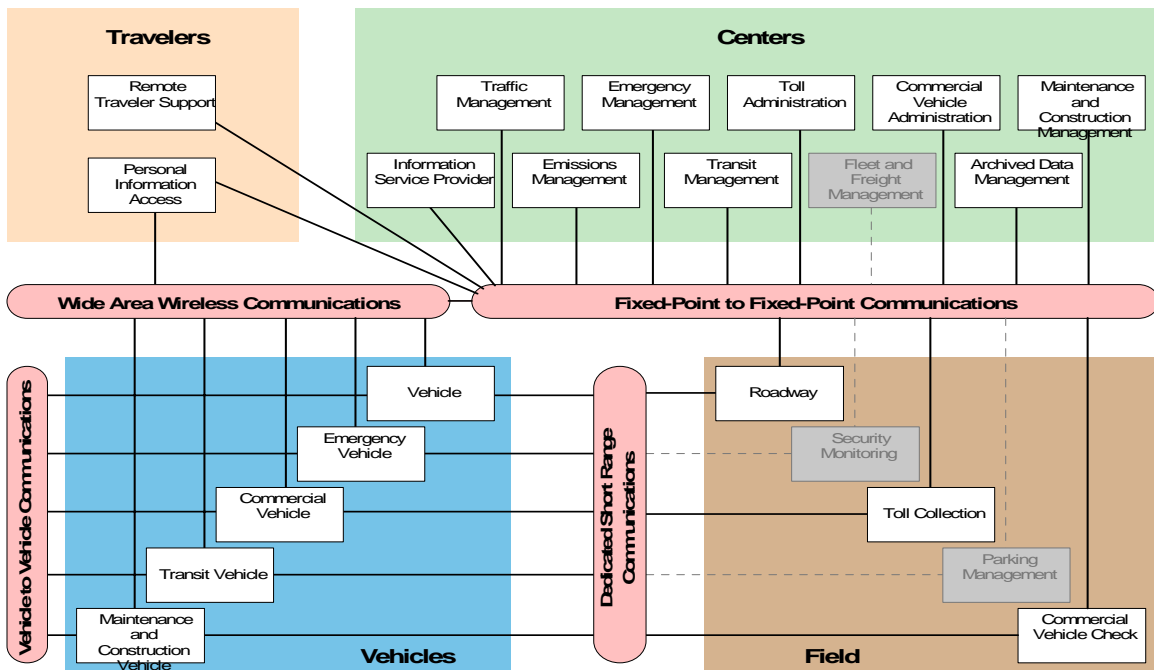 Travelers
Centers
Remote
Traveler Support
Traffic
Management
Emergency
Management
Toll
Administration
Commercial
Vehicle
Administration
Maintenance
and
Construction
Management
Personal
Information
Access
Information
Service Provider
Emissions
Management
Transit
Management
Fleet and
Freight
Management
Archived Data
Management
Wide Area Wireless Communications
Fixed-Point to Fixed-Point Communications
Vehicle to Vehicle Communications
Vehicle
Emergency
Vehicle
Commercial
Vehicle
Transit Vehicle
Maintenance
and
Construction
Vehicle
Vehicles
Dedicated Short Range
Communications
Roadway
Security
Monitoring
Toll Collection
Parking
Management
Commercial
Vehicle Check
Field